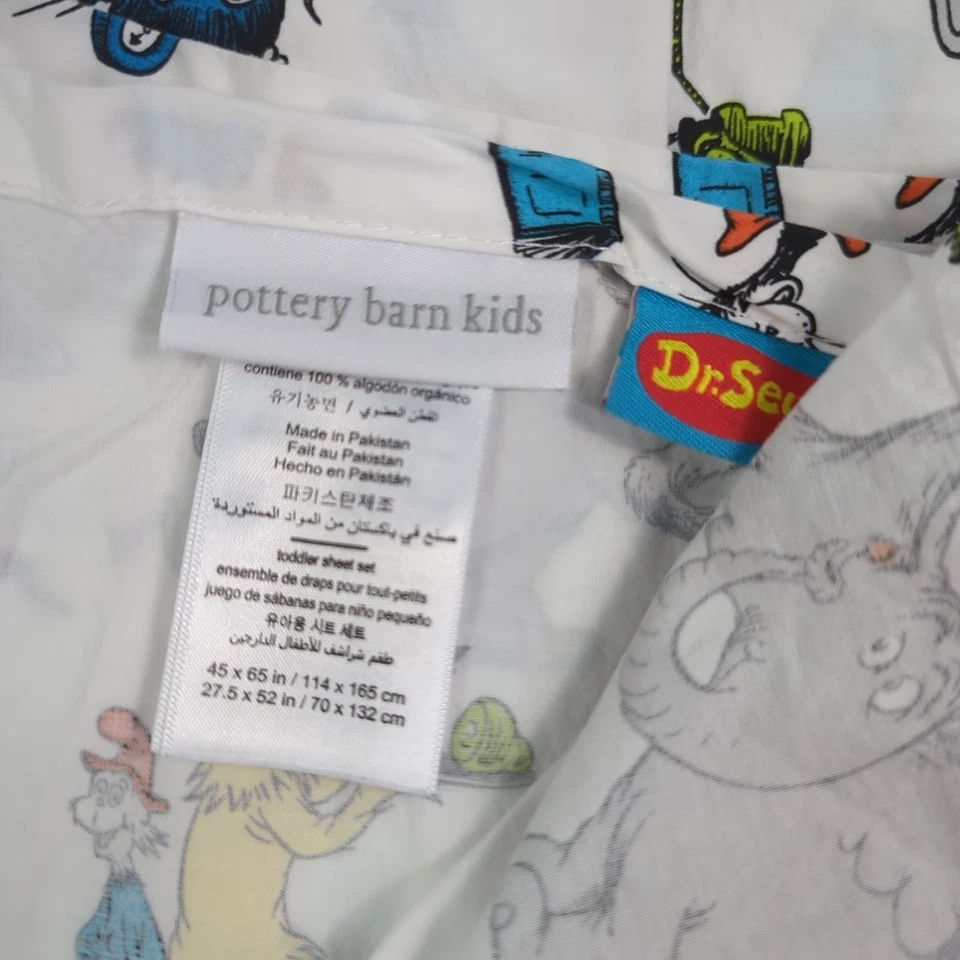 pottery barn kids
Dr.Seu
contiene 100 % algodón orgánico
유기농면 / القطن العضوي
Made in Pakistan
Fait au Pakistan
Hecho en Pakistán
파키스탄제조
صنع في باكستان من المواد المستوردة
toddler sheet set
ensemble de draps pour tout-petits
juego de sábanas para niño pequeño
유아용 시트 세트
طقم شراشف للأطفال الدارجين
45 x 65 in / 114 x 165 cm
27.5 x 52 in / 70 x 132 cm